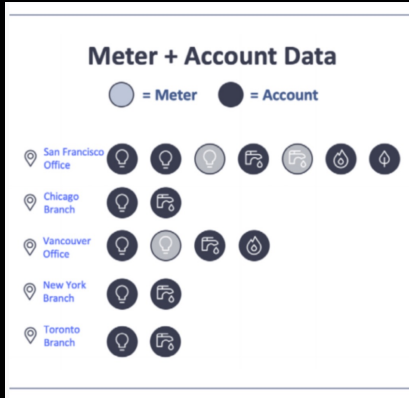 Meter + Account Data
= Meter = Account
San Francisco
Office
Chicago
Branch
Vancouver
Office
New York
Branch
Toronto
Branch